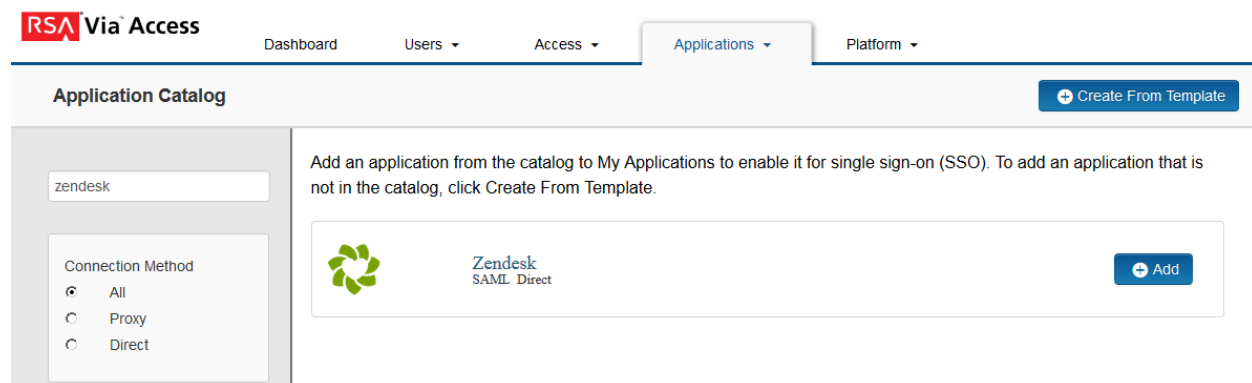 RSA Via™ Access
Dashboard Users Access Applications Platform
Application Catalog
Create From Template
zendesk
Add an application from the catalog to My Applications to enable it for single sign-on (SSO). To add an application that is
not in the catalog, click Create From Template.
Zendesk
SAML Direct
Add
Connection Method
All
Proxy
Direct